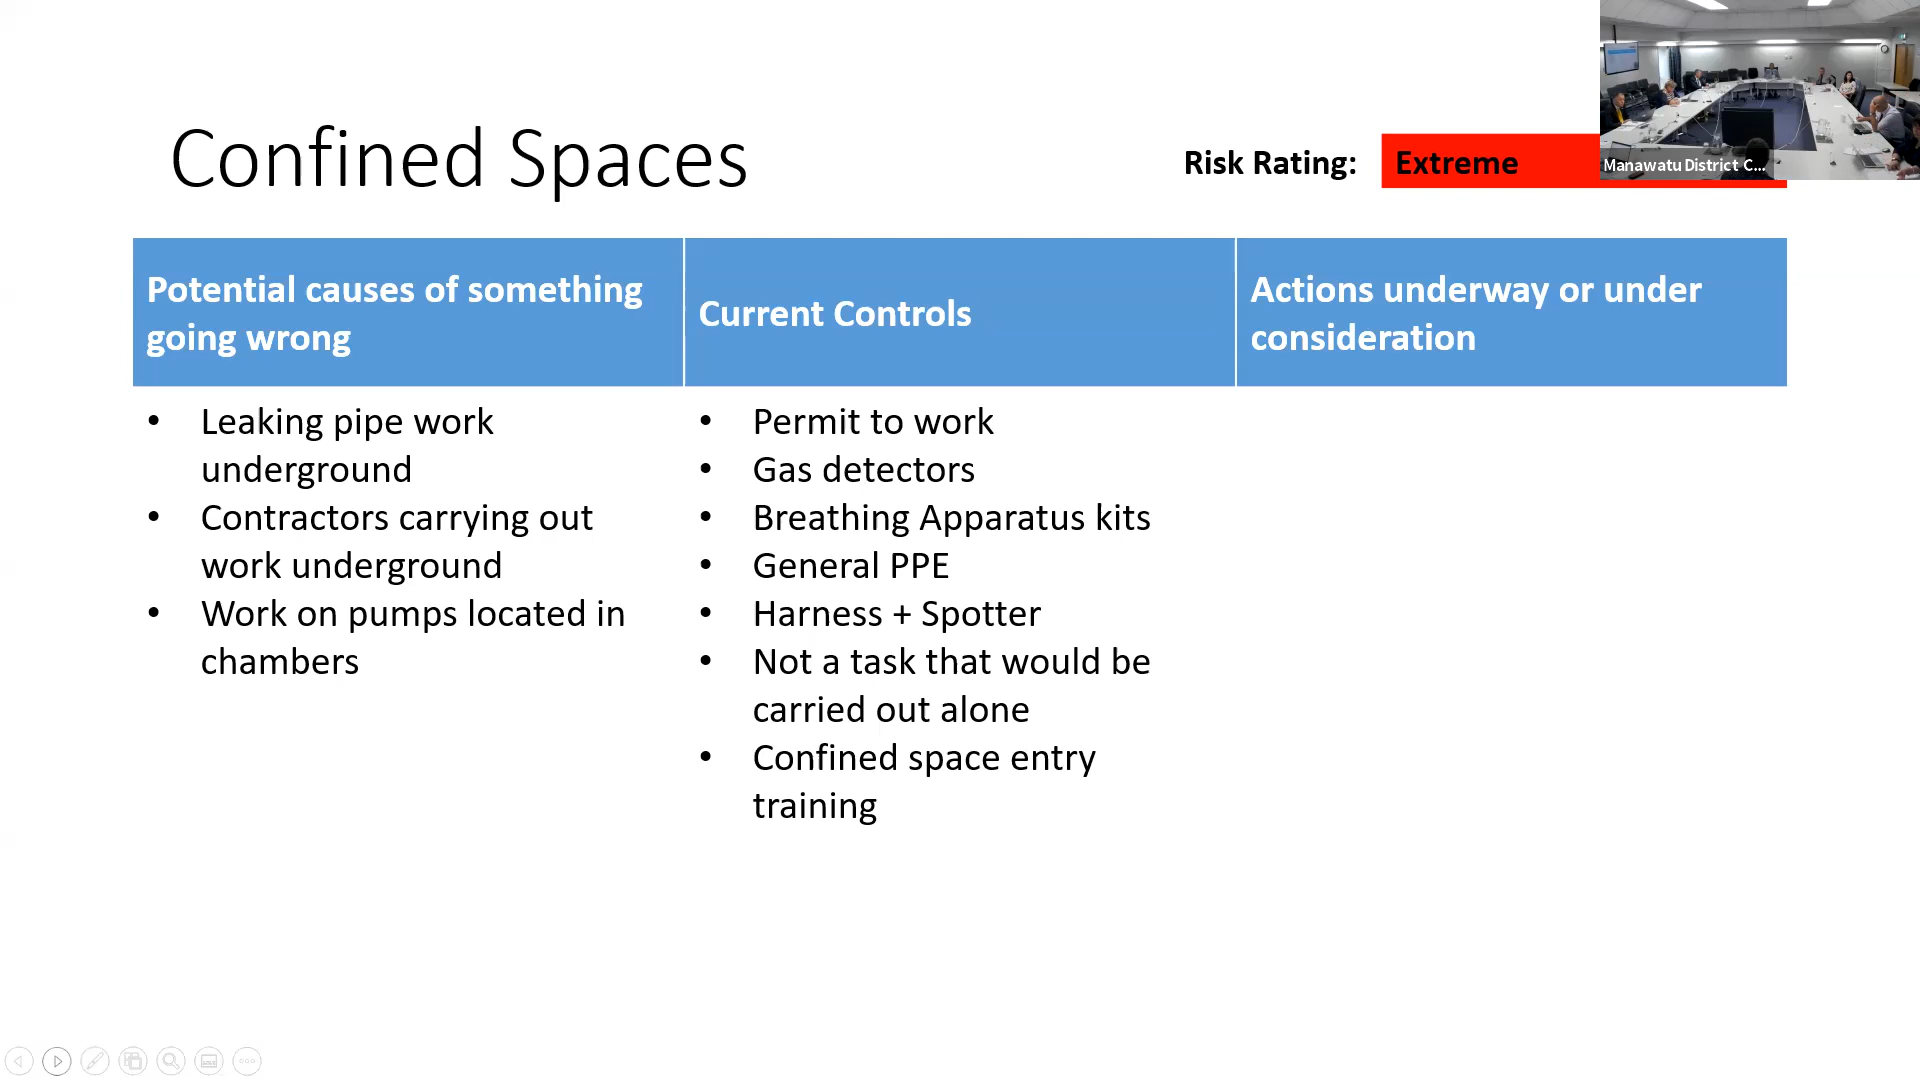 Confined Spaces
Risk Rating:
Extreme
Manawatu District C...
Potential causes of something
going wrong
Current Controls
Actions underway or under
consideration
• Leaking pipe work
underground
• Contractors carrying out
work underground
• Work on pumps located in
chambers
• Permit to work
• Gas detectors
• Breathing Apparatus kits
• General PPE
• Harness + Spotter
• Not a task that would be
carried out alone
• Confined space entry
training